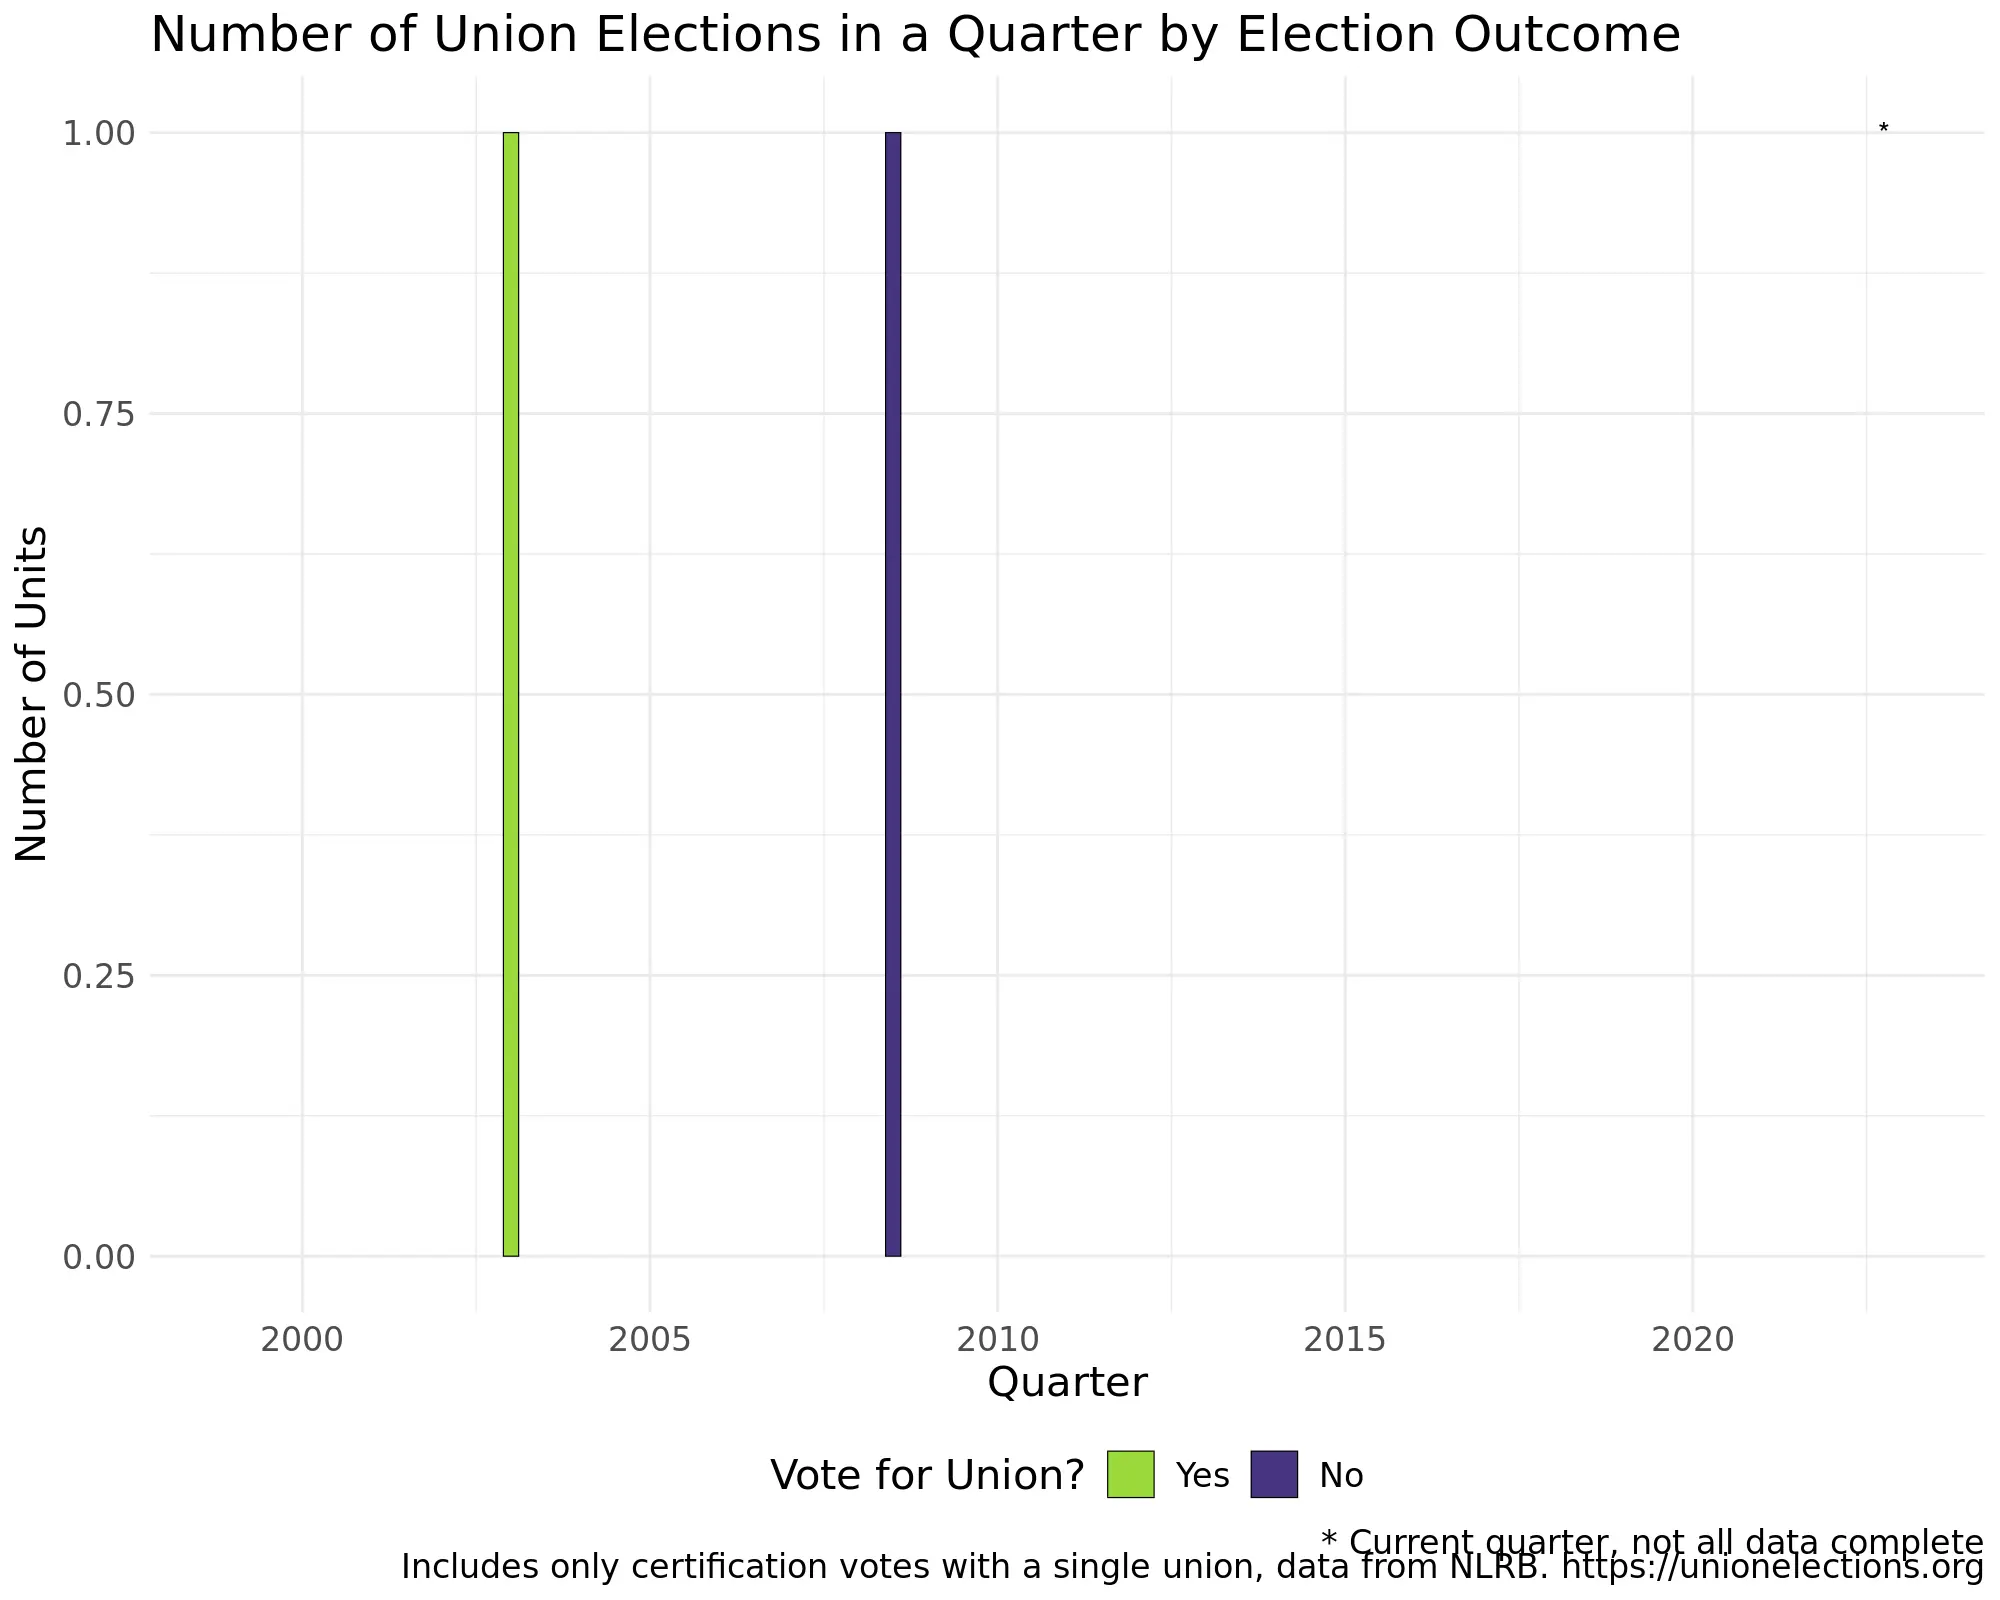 Number of Union Elections in a Quarter by Election Outcome
1.00
*
0.75
0.50
0.25
0.00
Number of Units
2000 2005 2010 2015 2020
Quarter
Vote for Union? Yes No
* Current quarter, not all data complete
Includes only certification votes with a single union, data from NLRB. https://unionelections.org